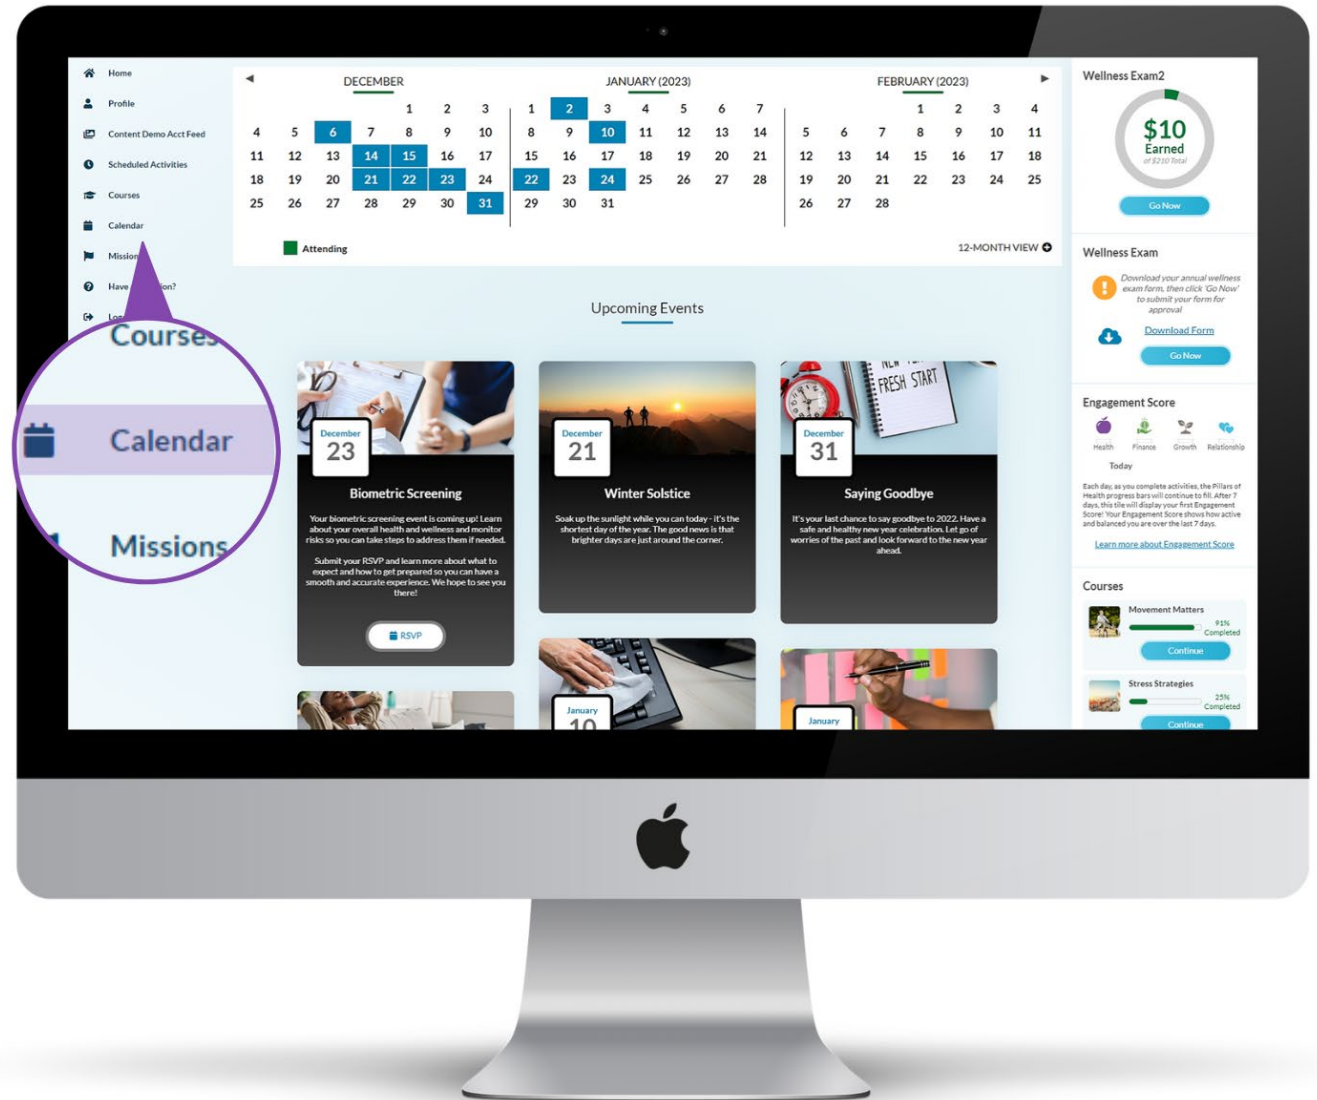 Home
Profile
Content Demo Acct Feed
Scheduled Activities
Courses
Calendar
Mission
Have
ion?
Courses
Calendar
Missions
DECEMBER
1 2 3
4 5 6 7 8 9 10
11 12 13 14 15 16 17
18 19 20 21 22 23 24
25 26 27 28 29 30 31
JANUARY (2023)
1 2 3 4 5 6 7
8 9 10 11 12 13 14
15 16 17 18 19 20 21
22 23 24 25 26 27 28
29 30 31
FEBRUARY (2023)
1 2 3 4
5 6 7 8 9 10 11
12 13 14 15 16 17 18
19 20 21 22 23 24 25
26 27 28
Attending
12-MONTH VIEW
Upcoming Events
December
23
Biometric Screening
Your biometric screening event is coming up! Learn
about your overall health and wellness and monitor
risks so you can take steps to address them if needed.
Submit your RSVP and learn more about what to
expect and how to get prepared so you can have a
smooth and accurate experience. We hope to see you
there!
RSVP
December
21
Winter Solstice
Soak up the sunlight while you can today - it's the
shortest day of the year. The good news is that
brighter days are just around the corner.
FRESH START
December
31
Saying Goodbye
It's your last chance to say goodbye to 2022. Have a
safe and healthy new year celebration. Let go of
worries of the past and look forward to the new year
ahead.
January
10
January
Wellness Exam2
$10
Earned
of $210 Total
Go Now
Wellness Exam
Download your annual wellness
exam form, then click 'Go Now'
to submit your form for
approval
Download Form
Go Now
Engagement Score
Health Finance Growth Relationship
Today
Each day, as you complete activities, the Pillars of
Health progress bars will continue to fill. After 7
days, this tile will display your first Engagement
Score! Your Engagement Score shows how active
and balanced you are over the last 7 days.
Learn more about Engagement Score
Courses
Movement Matters
91%
Completed
Continue
Stress Strategies
25%
Completed
Continue